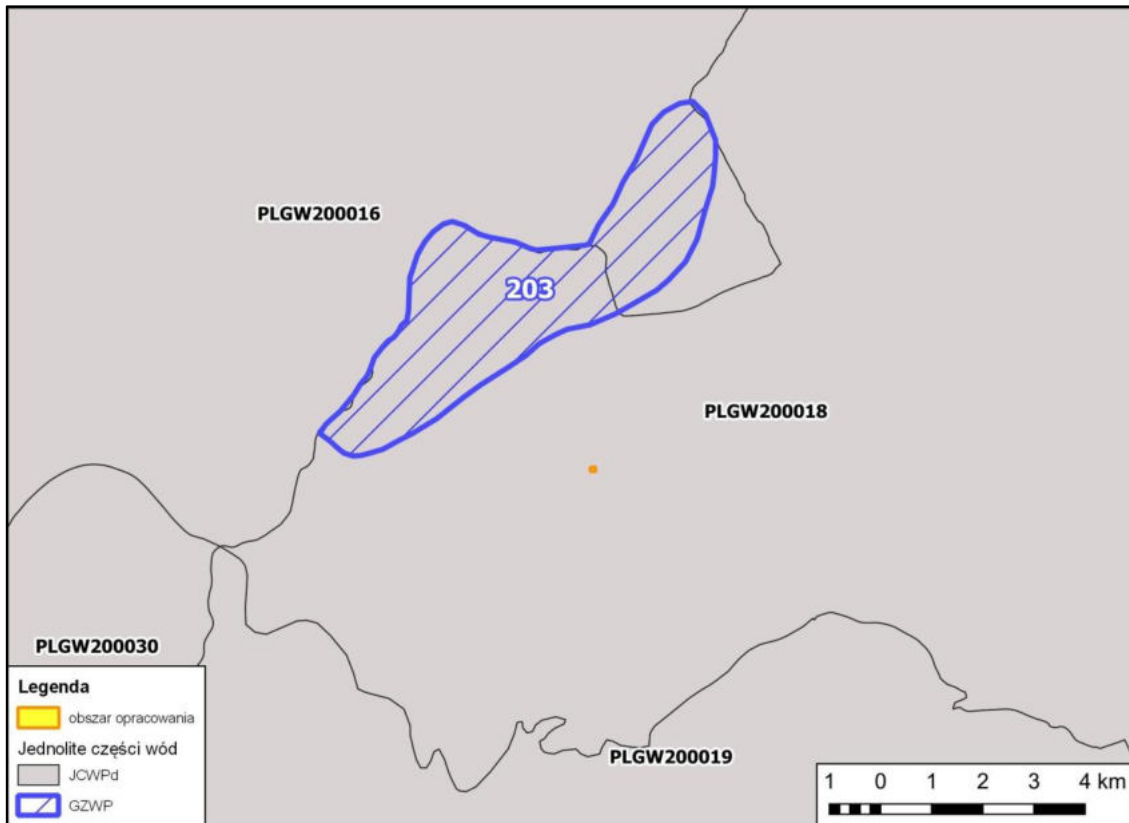 PLGW200016
203
PLGW200018
PLGW200030
PLGW200019
Legenda
obszar opracowania
Jednolite części wód
JCWPd
GZWP
1 0 1 2 3 4 km